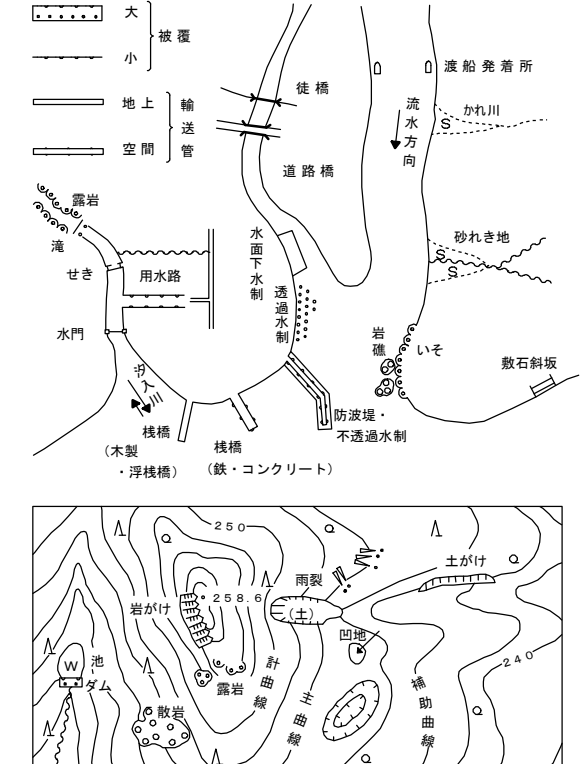 大
小
被覆
地上
空間
輸送管
徒橋
道路橋
渡船発着所
流水方向
かれ川
S
砂れき地
S
S
露岩
滝
せき
用水路
水門
水面下水制
透過水制
岩礁
いそ
敷石斜坂
汐入川
桟橋
(木製
・浮桟橋)
桟橋
(鉄・コンクリート)
防波堤・
不透過水制
250
雨裂
土がけ
岩がけ
258.6
(土)
凹地
240
W
池
ダム
露岩
散岩
計曲線
主曲線
補助曲線